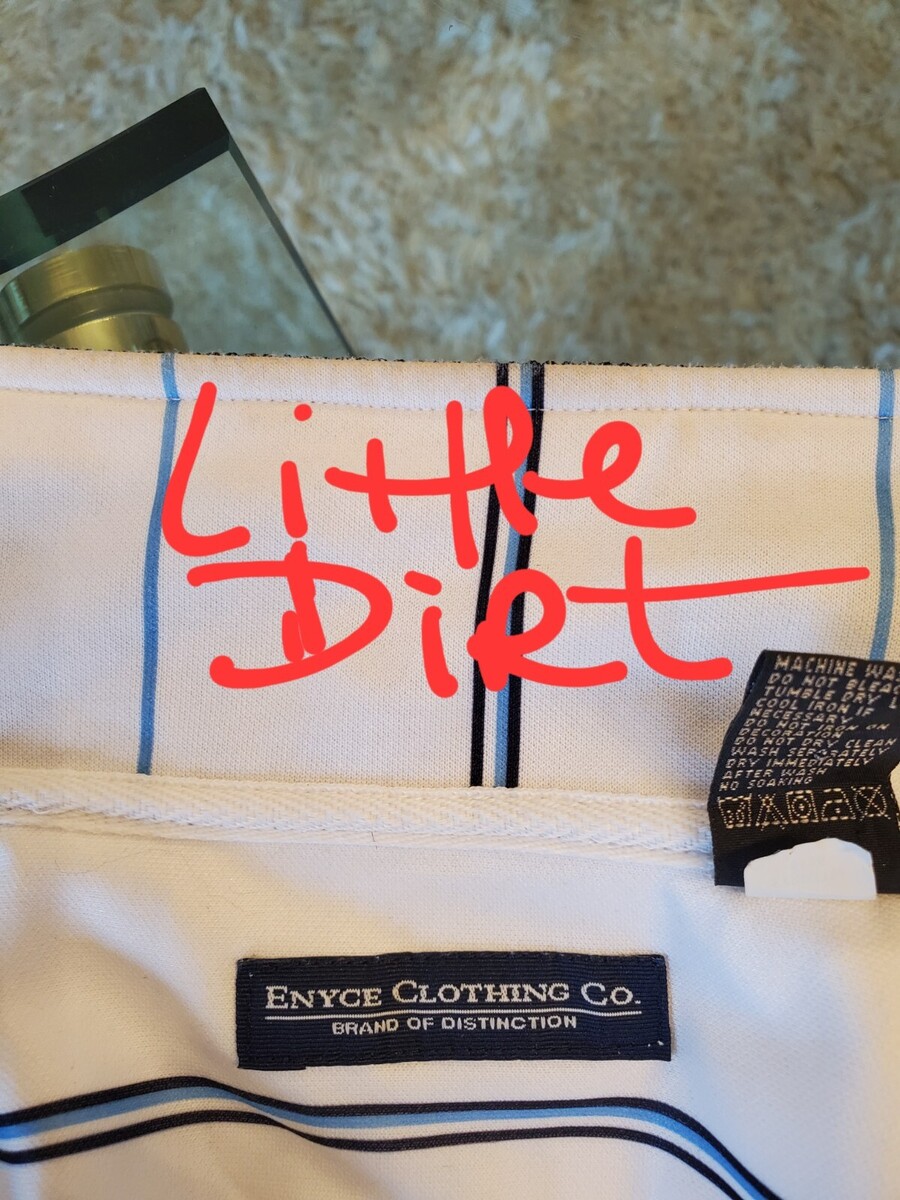 Little
Dirt
MACHINE WA
DO NOT BLEAC
TUMBLE DRY L
COOL IRON IF
NECESSARY
DO NOT ON
DECORATION
DO NOT DRY CLEAN
WASH SEPARATELY
DRY IMMEDIATELY
AFTER WASH
NO SOAKING
ENYCE CLOTHING CO.
BRAND OF DISTINCTION